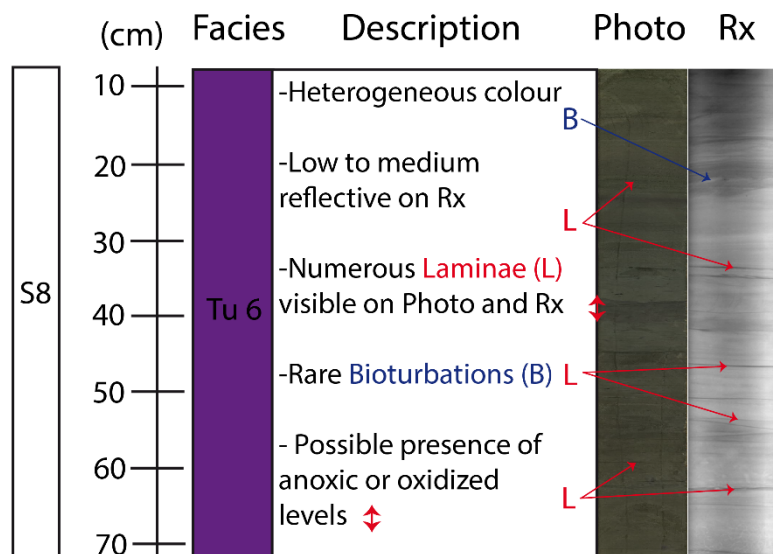 (cm) Facies Description Photo Rx
S8
10
20
30
40
50
60
70
Tu 6
-Heterogeneous colour
-Low to medium
reflective on Rx
-Numerous Laminae (L)
visible on Photo and Rx
-Rare Bioturbations (B)
- Possible presence of
anoxic or oxidized
levels
B
L
L
L